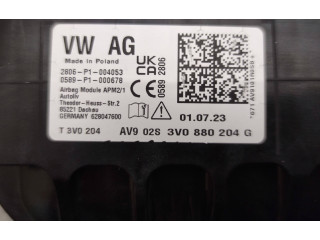 VW AG
Made in Poland
2806-P1-004053
0589-P1-000678
Airbag Module APM2/1
Autoliv
Theodor-Heuss-Str.2
85221 Dachau
GERMANY 628047600
UK CA
0589 2806
01.07.23
T 3V0 204
AV9 02S 3V0 880 204 G